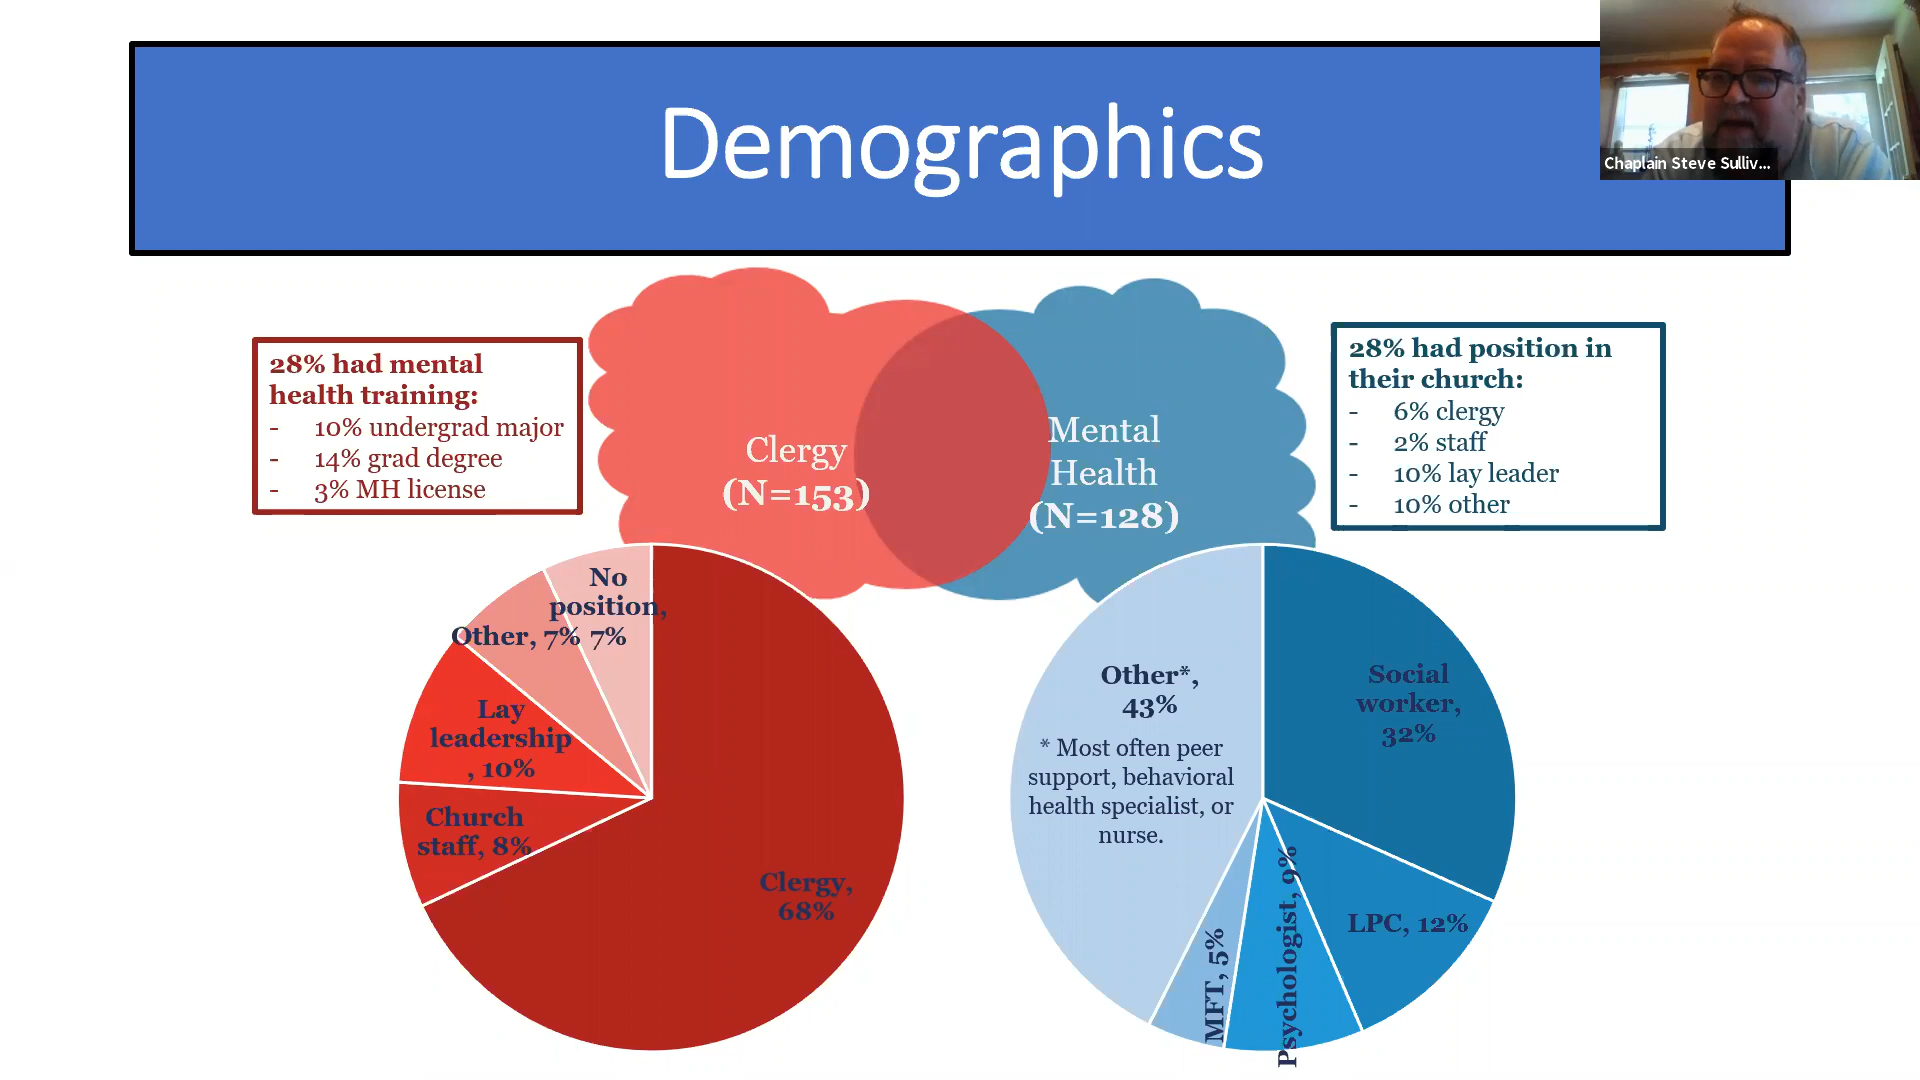 Demographics
Chaplain Steve Sulliv...
28% had mental
health training:
- 10% undergrad major
- 14% grad degree
- 3% MH license
Clergy
(N=153)
Mental
Health
(N=128)
28% had position in
their church:
- 6% clergy
- 2% staff
- 10% lay leader
- 10% other
No
position,
7%
Other, 7%
Lay
leadership
, 10%
Church
staff, 8%
Clergy,
68%
Other*,
43%
* Most often peer
support, behavioral
health specialist, or
nurse.
Social
worker,
32%
LPC, 12%
Psychologist, 9%
MFT, 5%